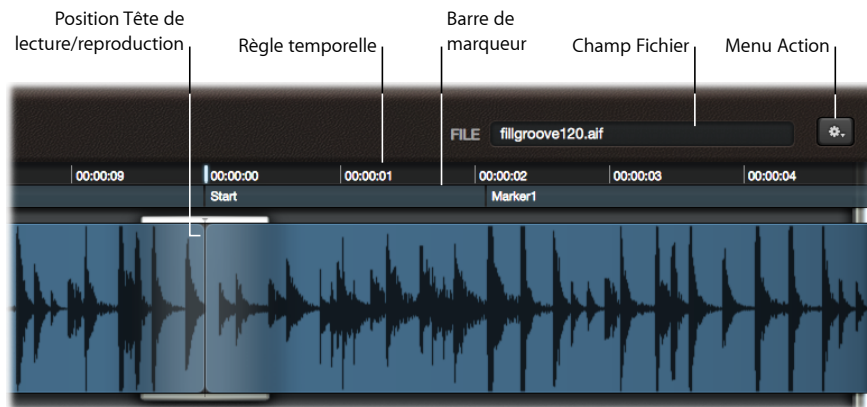 Position Tête de
lecture/reproduction
Règle temporelle
Barre de
marqueur
Champ Fichier
Menu Action
FILE fillgroove120.aif
00:00:09 00:00:00 00:00:01 00:00:02 00:00:03 00:00:04
Start Marker1